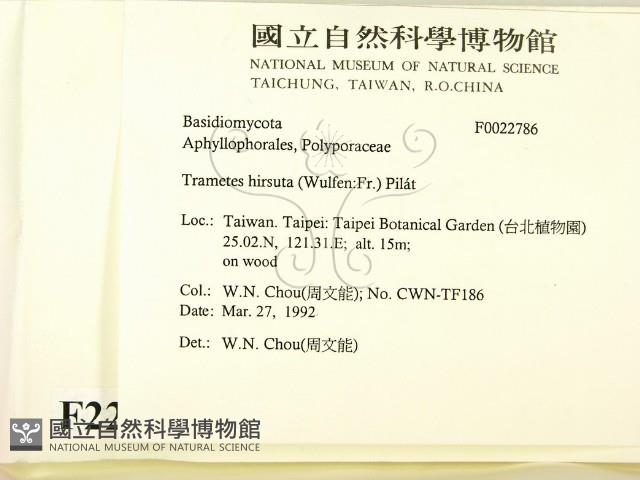 國立自然科學博物館
NATIONAL MUSEUM OF NATURAL SCIENCE
TAICHUNG, TAIWAN, R.O.CHINA
Basidiomycota F0022786
Aphyllophorales, Polyporaceae
Trametes hirsuta (Wulfen:Fr.) Pilát
Loc.: Taiwan. Taipei: Taipei Botanical Garden (台北植物園)
25.02.N, 121.31.E; alt. 15m;
on wood
Col.: W.N. Chou(周文能); No. CWN-TF186
Date: Mar. 27, 1992
Det.: W.N. Chou(周文能)
F22
國立自然科學博物館
NATIONAL MUSEUM OF NATURAL SCIENCE